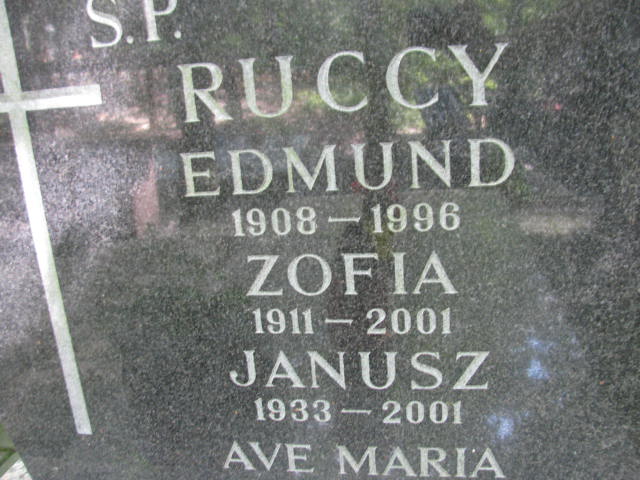 S.P.
RUCCY
EDMUND
1908 – 1996
ZOFIA
1911 – 2001
JANUSZ
1933 – 2001
AVE MARIA